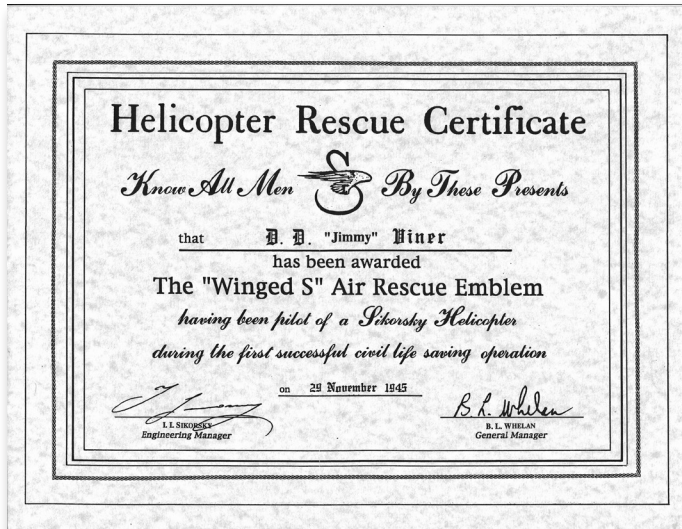 Helicopter Rescue Certificate
Know All Men S By These Presents
that D. D. "Jimmy" Viner
has been awarded
The "Winged S" Air Rescue Emblem
having been pilot of a Sikorsky Helicopter
during the first successful civil life saving operation
on 29 November 1945
B. L. Whelan
I. I. SIKORSKY
Engineering Manager
B. L. WHELAN
General Manager